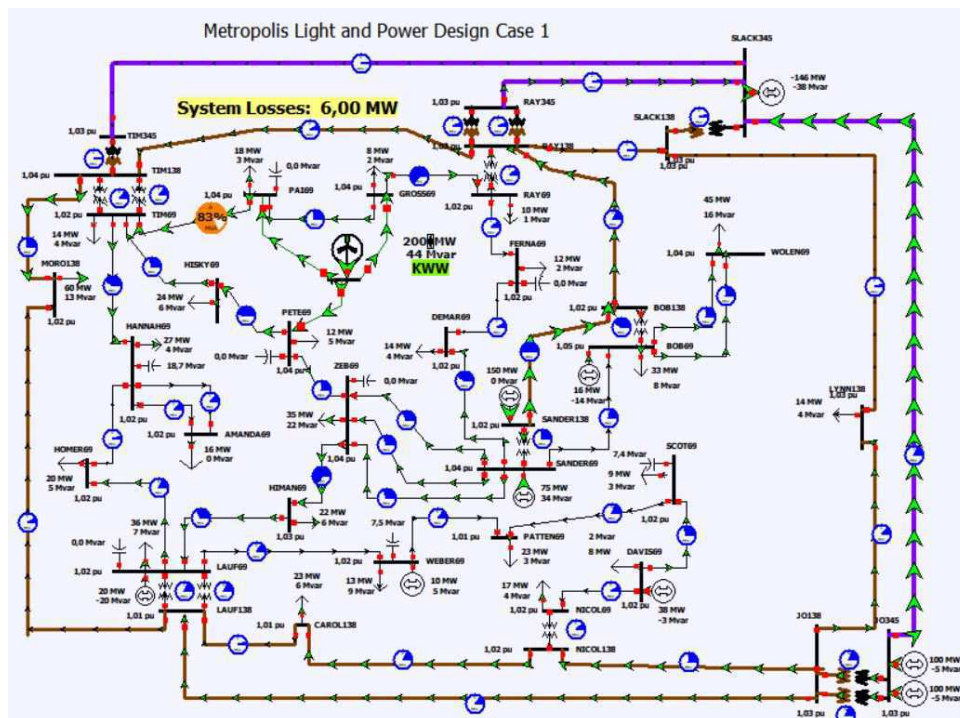 Metropolis Light and Power Design Case 1
SLACK345
-146 MW
-38 Mvar
System Losses: 6,00 MW
1,03 pu
RAY345
SLACK138
1,03 pu
TIM345
RAY138
1,03 pu
1,04 pu
TIM138
18 MW
3 Mvar
0,0 Mvar
8 MW
2 Mvar
1,04 pu
PAI69
1,04 pu
GROSS69
RAY69
1,02 pu
10 MW
1 Mvar
45 MW
16 Mvar
1,02 pu
TIM69
83%
14 MW
4 Mvar
44 Mvar
KWW
FERNA69
12 MW
2 Mvar
0,0 Mvar
1,02 pu
1,04 pu
WOLEN69
MORO138
60 MW
13 Mvar
1,02 pu
HISKY69
24 MW
6 Mvar
1,02 pu
PETE69
12 MW
5 Mvar
0,0 Mvar
1,04 pu
DEMAR69
14 MW
4 Mvar
1,02 pu
1,02 pu
BOB138
1,05 pu
BOB69
33 MW
8 Mvar
16 MW
-14 Mvar
HANNAH69
27 MW
4 Mvar
18,7 Mvar
1,02 pu
ZEB69
0,0 Mvar
35 MW
22 Mvar
1,04 pu
150 MW
0 Mvar
1,02 pu
SANDER138
LYNN138
1,03 pu
14 MW
4 Mvar
1,02 pu
AMANDA69
16 MW
0 Mvar
HOMER69
20 MW
5 Mvar
1,02 pu
1,04 pu
SANDER69
75 MW
34 Mvar
SCOT69
7,4 Mvar
9 MW
3 Mvar
1,02 pu
HIMAN69
22 MW
6 Mvar
1,03 pu
36 MW
7 Mvar
0,0 Mvar
1,02 pu
LAUF69
20 MW
-20 Mvar
7,5 Mvar
WEBER69
1,02 pu
13 MW
9 Mvar
10 MW
5 Mvar
1,01 pu
PATTEN69
23 MW
3 Mvar
2 Mvar
8 MW
DAVIS69
1,02 pu
38 MW
-3 Mvar
23 MW
6 Mvar
1,01 pu
LAUF138
1,01 pu
CAROL138
17 MW
4 Mvar
1,02 pu
NICOL69
1,02 pu
NICOL138
JO138
JO345
100 MW
-5 Mvar
100 MW
-5 Mvar
1,03 pu
1,03 pu